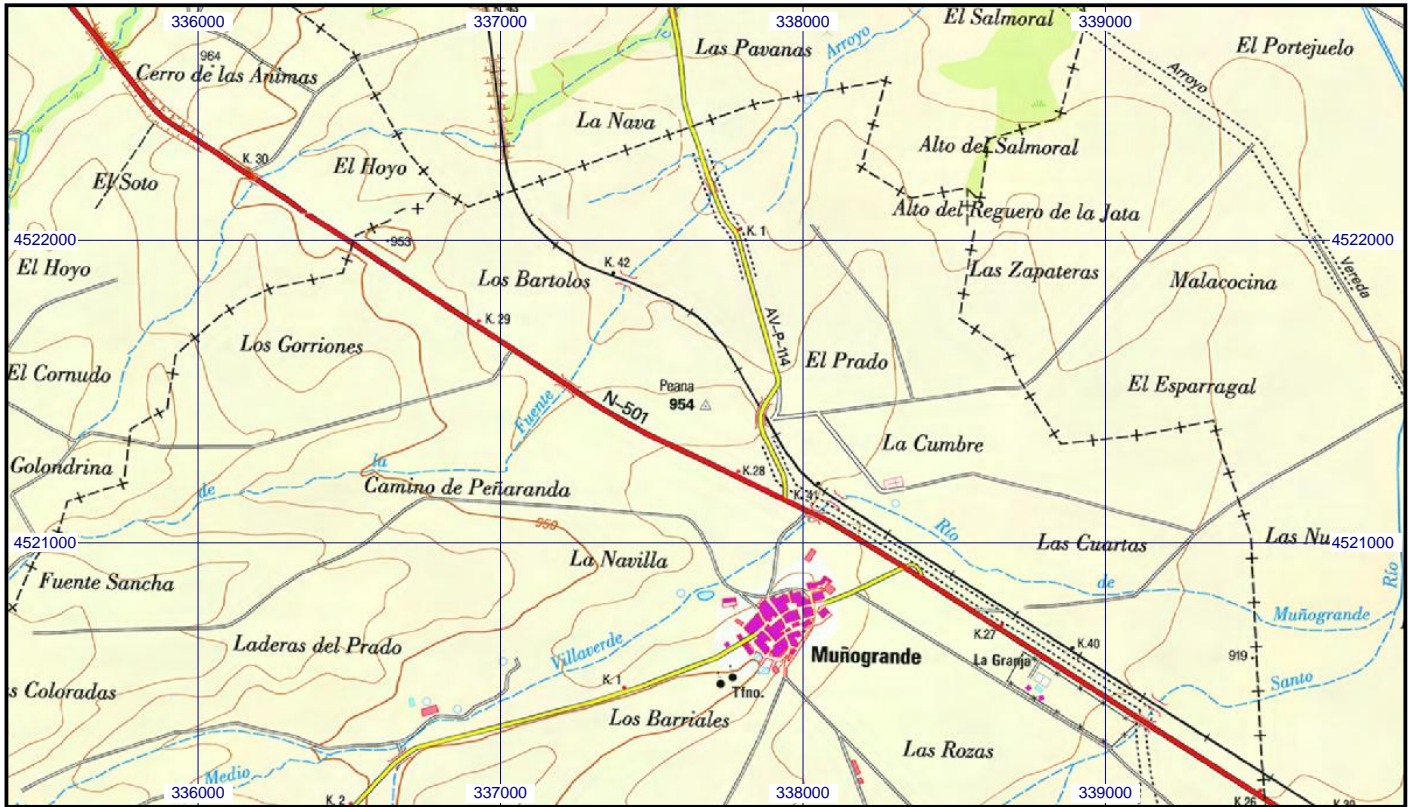 K. 43
336000
337000
338000
339000
El Salmoral
Las Pavanas
Arroyo
El Portejuelo
964
Cerro de las Animas
Arroyo
La Nava
K. 30
El Hoyo
Alto del Salmoral
El Soto
Alto del Reguero de la Jata
K. 1
4522000
953
4522000
El Hoyo
K. 42
Los Bartolos
Las Zapateras
Malacocina
Vereda
K. 29
AV-P-114
Los Gorriones
El Prado
El Cornudo
Peana
954
El Esparragal
Fuente
N-501
La Cumbre
Golondrina
la
K.28
de
Camino de Peñaranda
K. 41
950
Río
4521000
La Navilla
Las Cuartas
Las Nu
4521000
Fuente Sancha
de
Río
Muñogrande
Villaverde
K.27
Laderas del Prado
Muñogrande
K.40
La Granja
919
s Coloradas
K. 1
Tfno.
Santo
Los Barriales
Las Rozas
Medio
336000
337000
338000
339000
K. 2
K.26
K.39